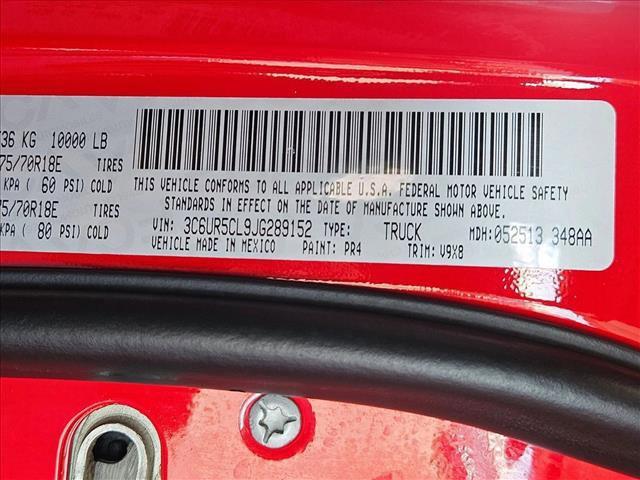 36 KG 10000 LB
75/70R18E TIRES
KPA ( 60 PSI) COLD
75/70R18E TIRES
KPA ( 80 PSI) COLD
THIS VEHICLE CONFORMS TO ALL APPLICABLE U.S.A. FEDERAL MOTOR VEHICLE SAFETY
STANDARDS IN EFFECT ON THE DATE OF MANUFACTURE SHOWN ABOVE.
VIN: 3C6UR5CL9JG289152 TYPE: TRUCK MDH: 052513 348AA
VEHICLE MADE IN MEXICO PAINT: PR4 TRIM: V9X8